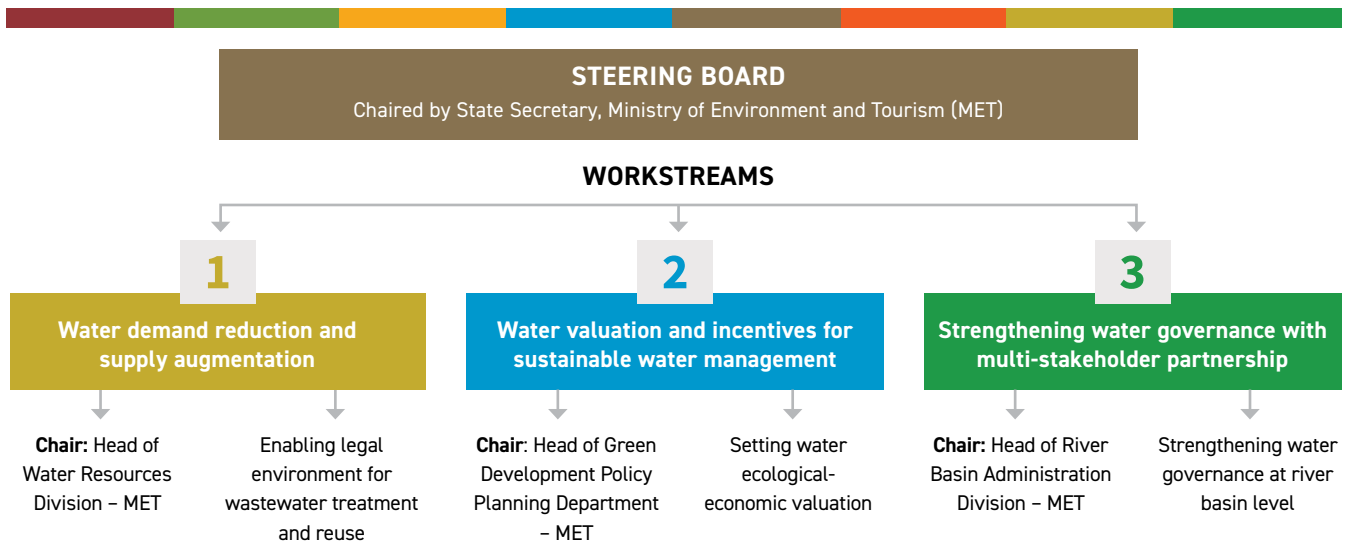 STEERING BOARD
Chaired by State Secretary, Ministry of Environment and Tourism (MET)
WORKSTREAMS
1
Water demand reduction and
supply augmentation
Chair: Head of
Water Resources
Division – MET
Enabling legal
environment for
wastewater treatment
and reuse
2
Water valuation and incentives for
sustainable water management
Chair: Head of Green
Development Policy
Planning Department
– MET
Setting water
ecological-
economic valuation
3
Strengthening water governance with
multi-stakeholder partnership
Chair: Head of River
Basin Administration
Division – MET
Strengthening water
governance at river
basin level